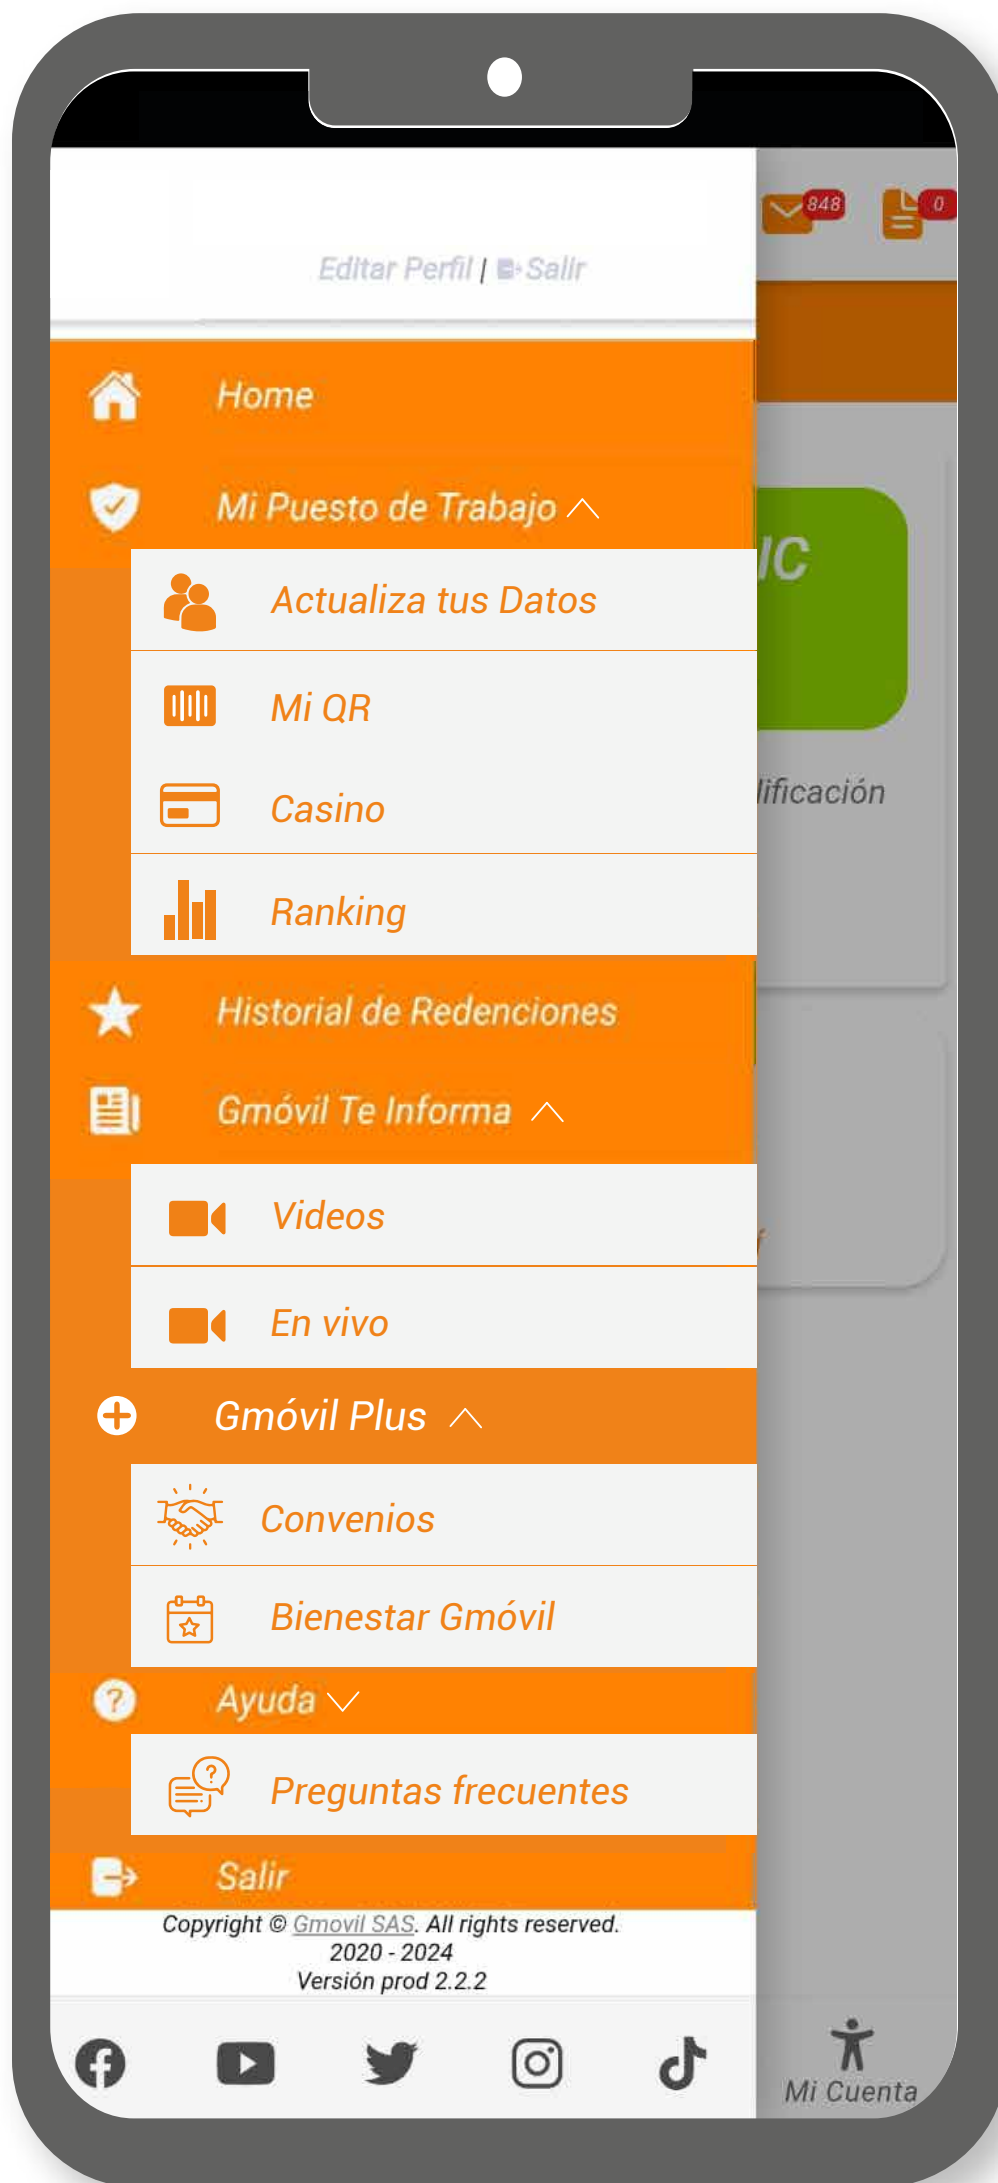 848
0
Editar Perfil | Salir
Home
Mi Puesto de Trabajo
IC
Actualiza tus Datos
Mi QR
lificación
Casino
Ranking
Historial de Redenciones
Gmóvil Te Informa
Videos
En vivo
Gmóvil Plus
Convenios
Bienestar Gmóvil
Ayuda
Preguntas frecuentes
Salir
Copyright © Gmovil SAS. All rights reserved.
2020 - 2024
Versión prod 2.2.2
Mi Cuenta